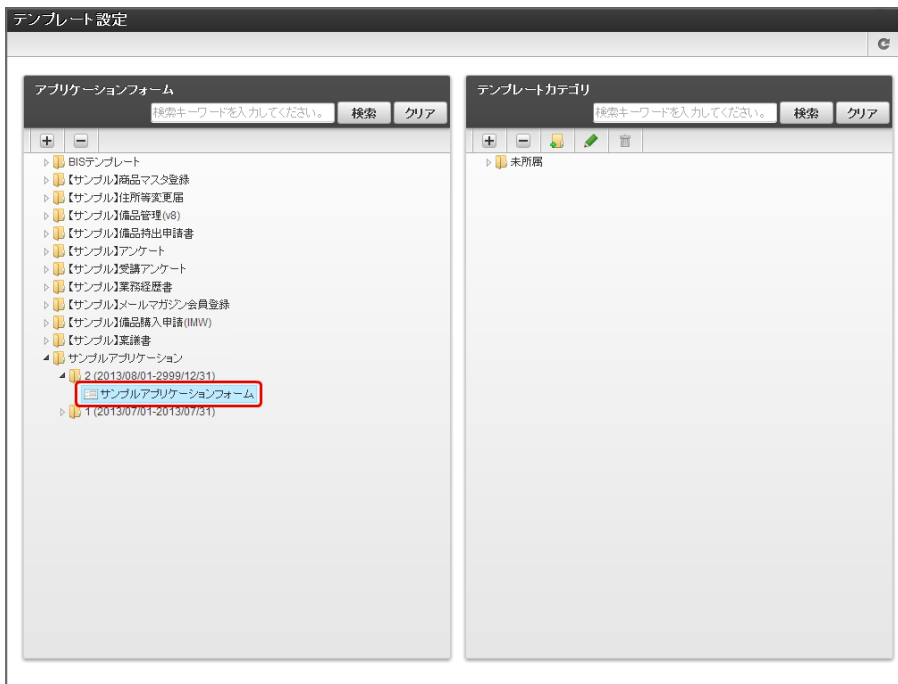 テンプレート設定
アプリケーションフォーム
検索キーワードを入力してください。 検索 クリア
BISテンプレート
【サンプル】商品マスタ登録
【サンプル】住所等変更届
【サンプル】備品管理(v8)
【サンプル】備品持出申請書
【サンプル】アンケート
【サンプル】受講アンケート
【サンプル】業務経歴書
【サンプル】メールマガジン会員登録
【サンプル】備品購入申請(IMW)
【サンプル】稟議書
サンプルアプリケーション
2 (2013/08/01-2999/12/31)
サンプルアプリケーションフォーム
1 (2013/07/01-2013/07/31)
テンプレートカテゴリ
検索キーワードを入力してください。 検索 クリア
未所属